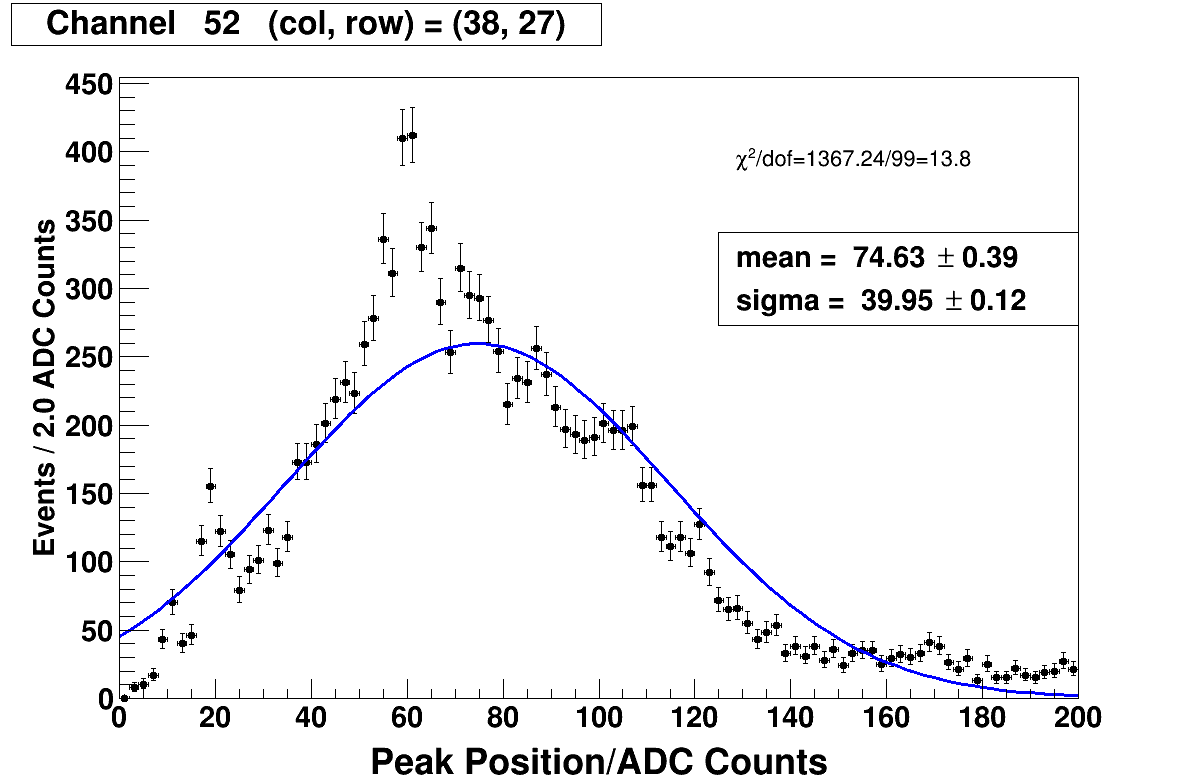 Channel 52 (col, row) = (38, 27)
450
400
350
300
250
200
150
100
50
0
Events / 2.0 ADC Counts
χ²/dof=1367.24/99=13.8
mean = 74.63 ± 0.39
sigma = 39.95 ± 0.12
0 20 40 60 80 100 120 140 160 180 200
Peak Position/ADC Counts